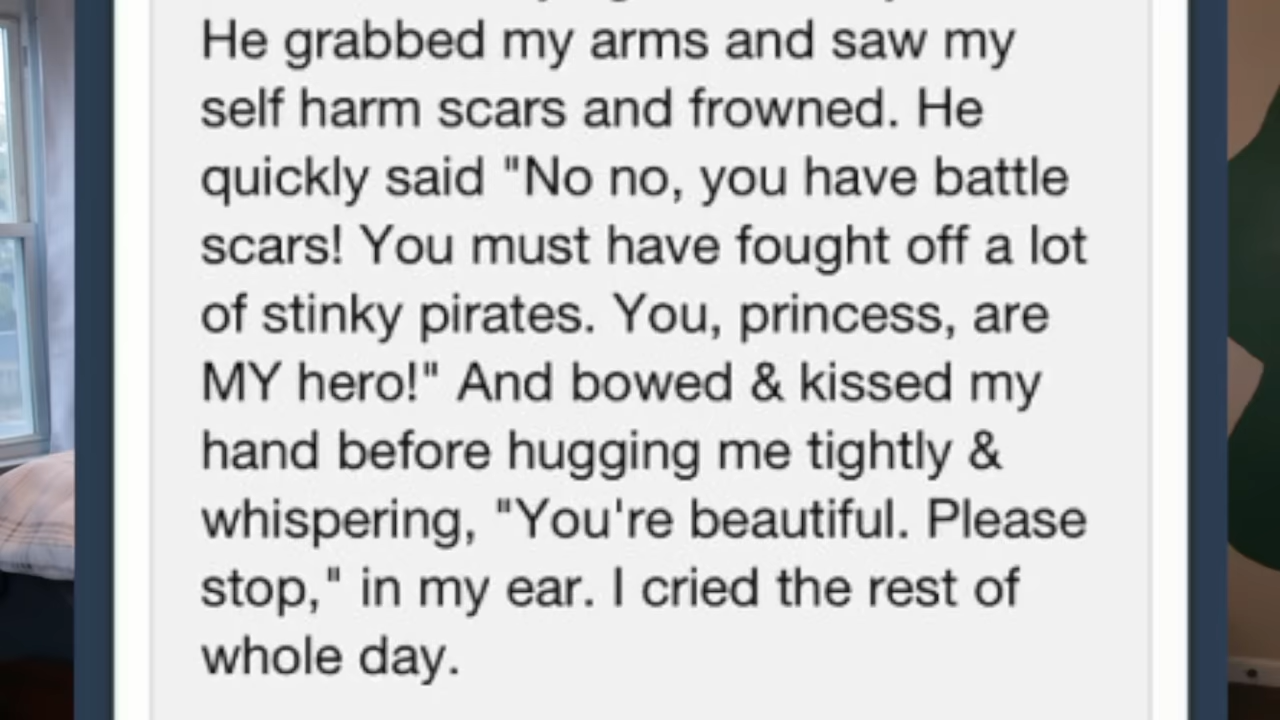 He grabbed my arms and saw my
self harm scars and frowned. He
quickly said "No no, you have battle
scars! You must have fought off a lot
of stinky pirates. You, princess, are
MY hero!" And bowed & kissed my
hand before hugging me tightly &
whispering, "You're beautiful. Please
stop," in my ear. I cried the rest of
whole day.